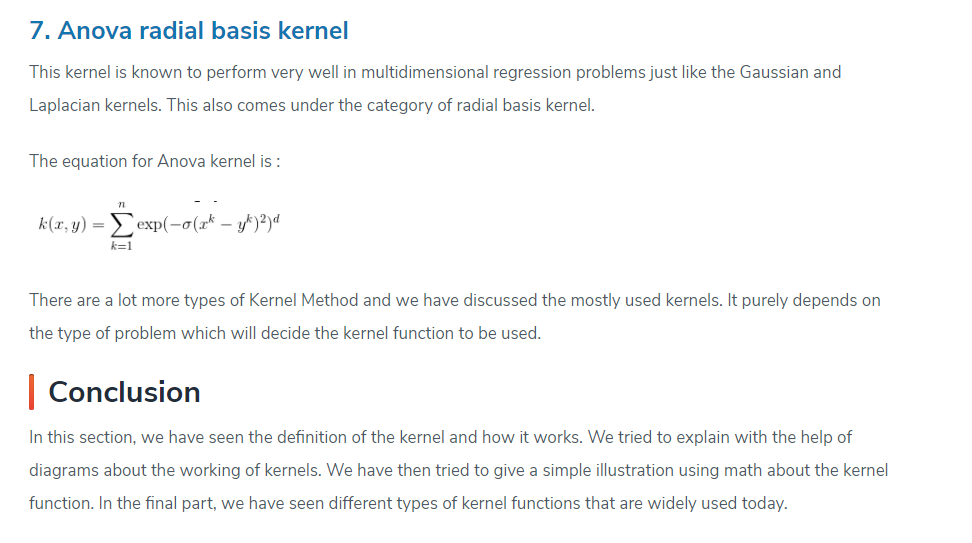 7. Anova radial basis kernel
This kernel is known to perform very well in multidimensional regression problems just like the Gaussian and
Laplacian kernels. This also comes under the category of radial basis kernel.
The equation for Anova kernel is :
k(x, y) = ∑_{k=1}^{n} exp(−σ(x^k − y^k)^2)^d
There are a lot more types of Kernel Method and we have discussed the mostly used kernels. It purely depends on
the type of problem which will decide the kernel function to be used.
Conclusion
In this section, we have seen the definition of the kernel and how it works. We tried to explain with the help of
diagrams about the working of kernels. We have then tried to give a simple illustration using math about the kernel
function. In the final part, we have seen different types of kernel functions that are widely used today.